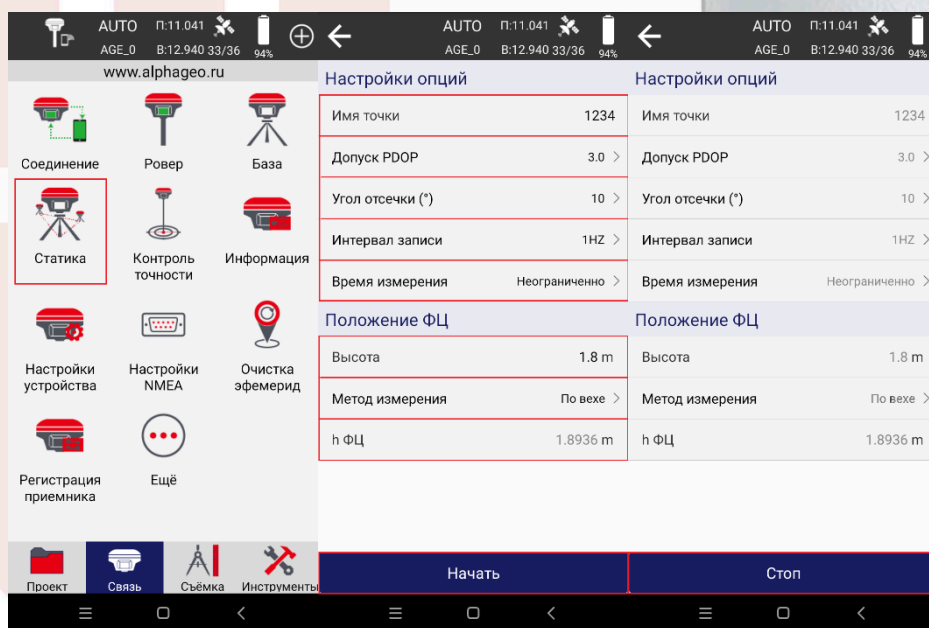 AUTO П:11.041
AGE_0 В:12.940 33/36 94%
www.alphageo.ru
Соединение
Ровер
База
Статика
Контроль
точности
Информация
Настройки
устройства
Настройки
NMEA
Очистка
эфемерид
Регистрация
приемника
Ещё
Проект
Связь
Съёмка
Инструменты
AUTO П:11.041
AGE_0 В:12.940 33/36 94%
Настройки опций
Имя точки 1234
Допуск PDOP 3.0
Угол отсечки (°) 10
Интервал записи 1HZ
Время измерения Неограниченно
Положение ФЦ
Высота 1.8 m
Метод измерения По вехе
h ФЦ 1.8936 m
Начать
AUTO П:11.041
AGE_0 В:12.940 33/36 94%
Настройки опций
Имя точки 1234
Допуск PDOP 3.0
Угол отсечки (°) 10
Интервал записи 1HZ
Время измерения Неограниченно
Положение ФЦ
Высота 1.8 m
Метод измерения По вехе
h ФЦ 1.8936 m
Стоп